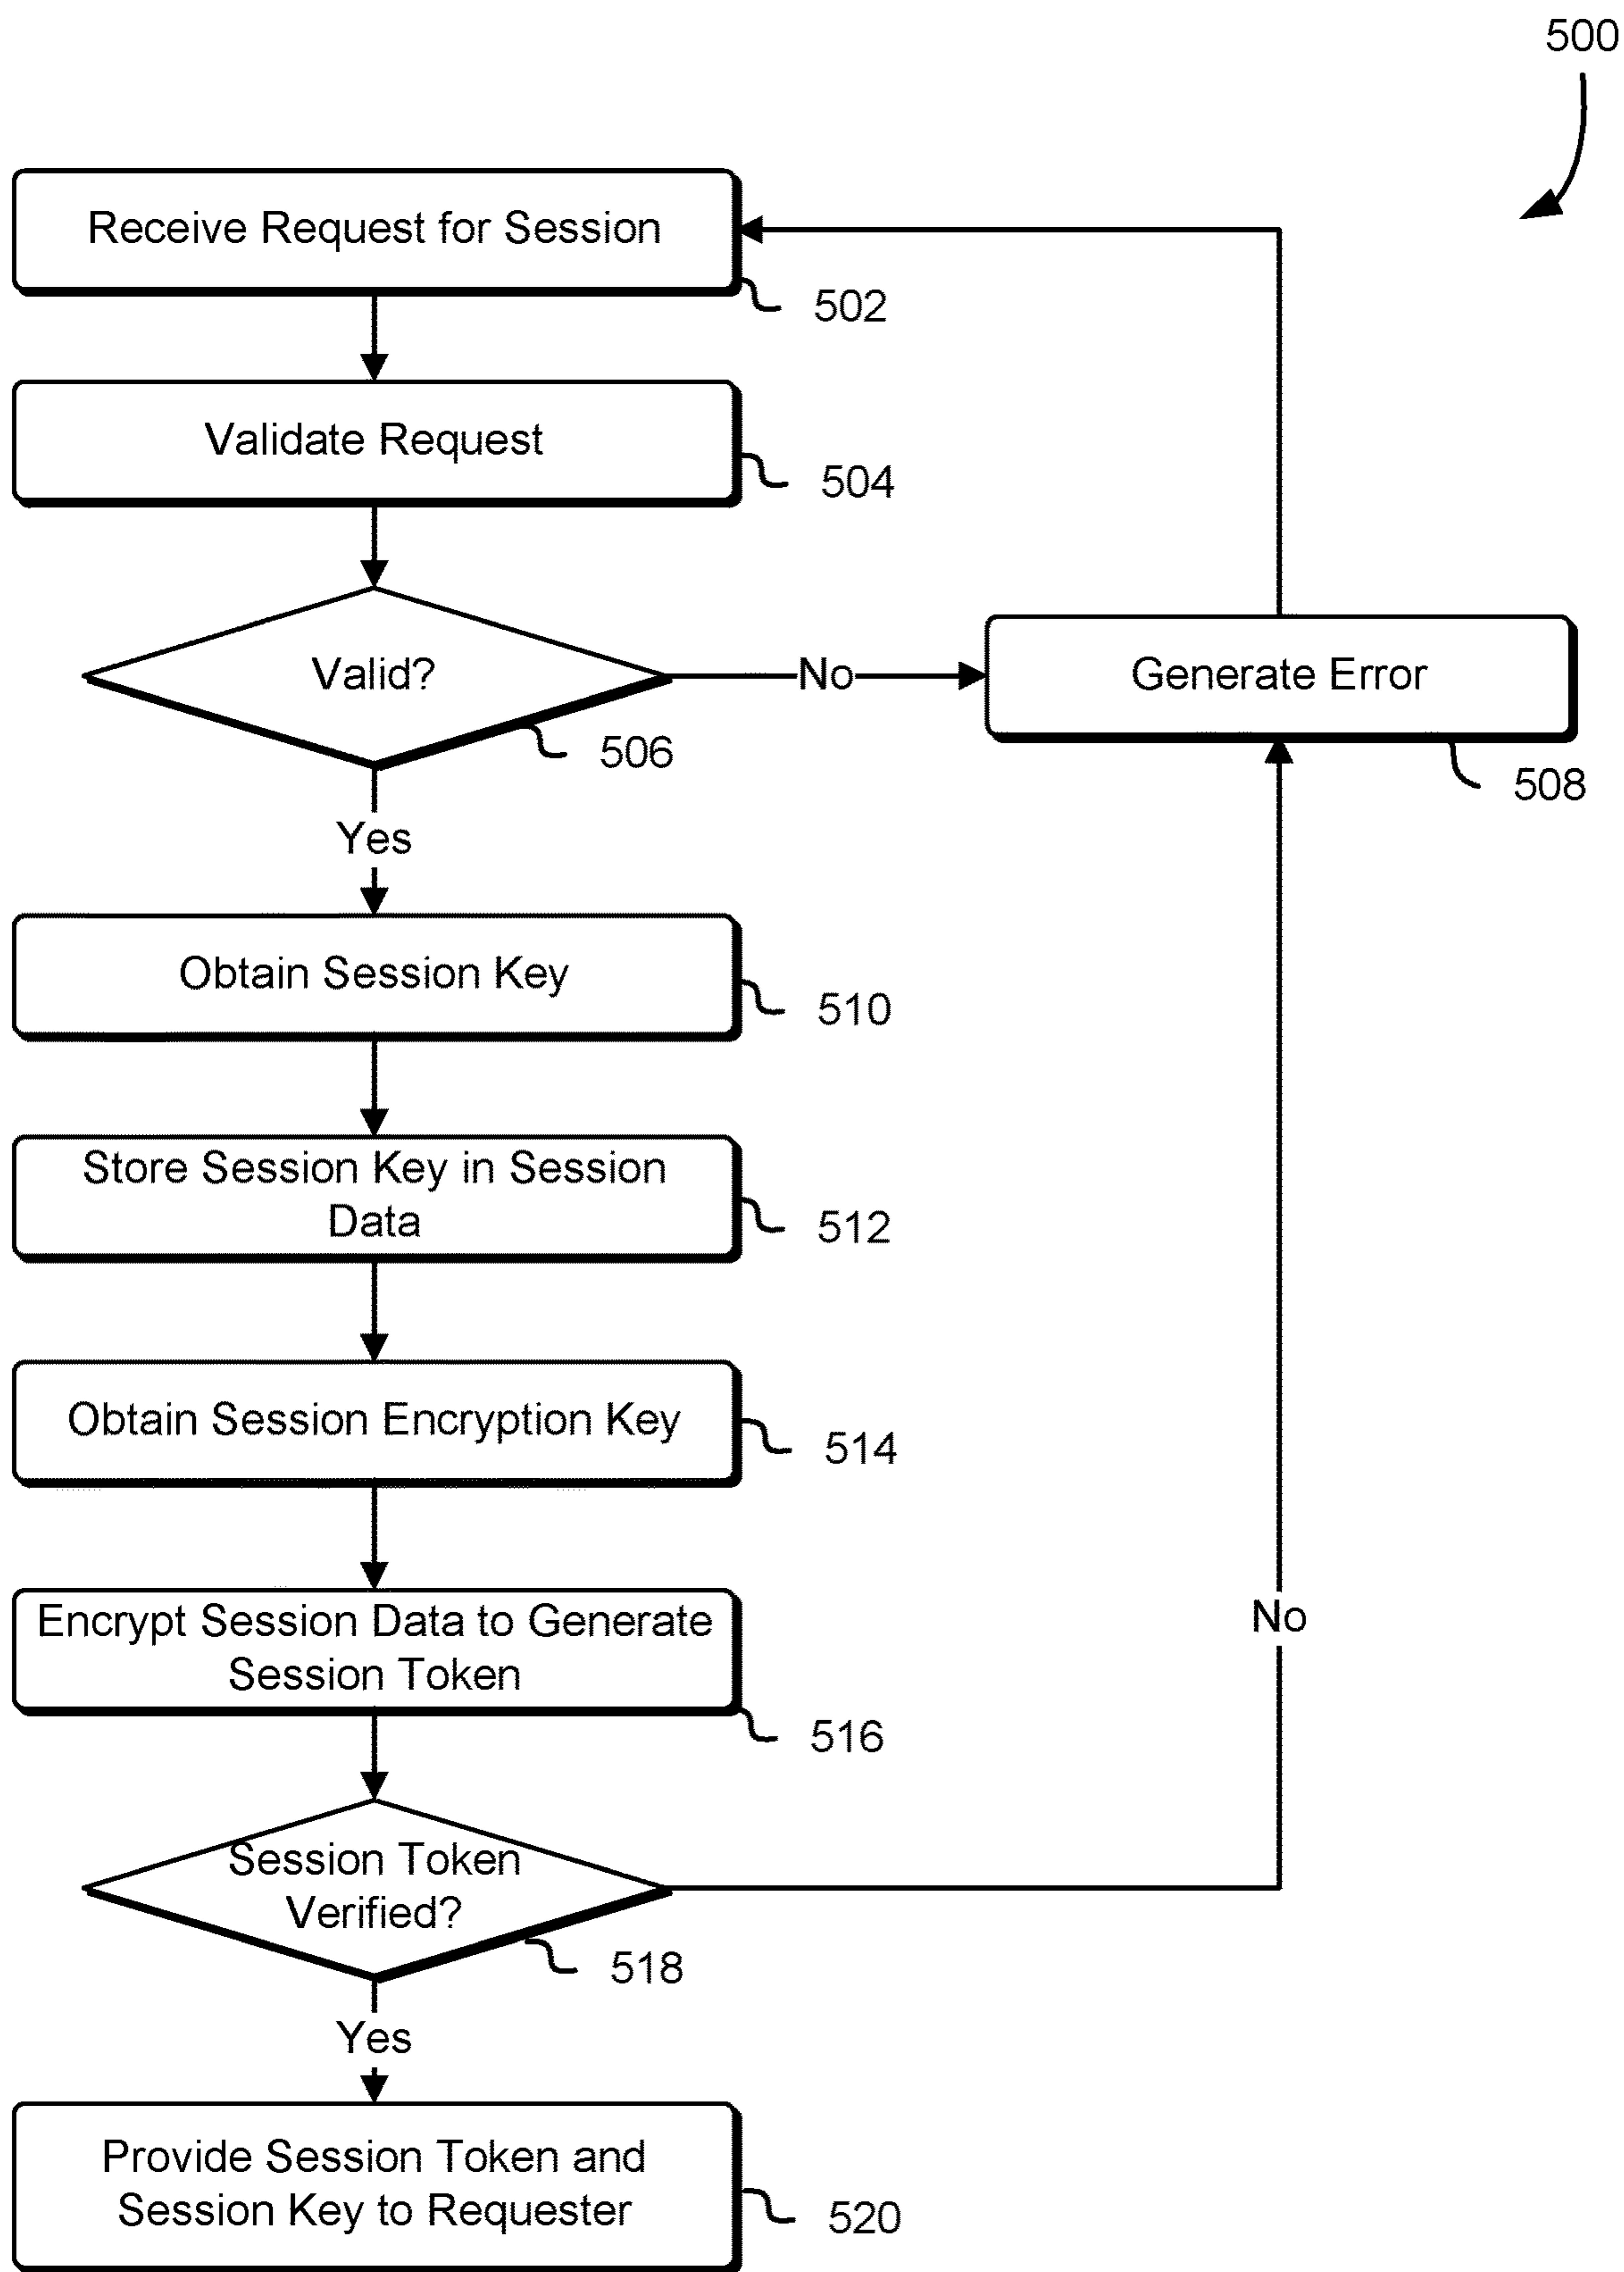 500
Receive Request for Session
502
Validate Request
504
Valid?
No
Generate Error
506
508
Yes
Obtain Session Key
510
Store Session Key in Session
Data
512
Obtain Session Encryption Key
514
Encrypt Session Data to Generate
Session Token
No
516
Session Token
Verified?
518
Yes
Provide Session Token and
Session Key to Requester
520